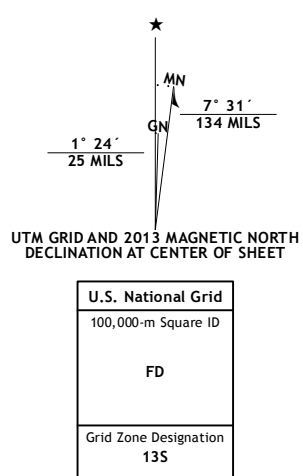 ★
MN
7° 31´
134 MILS
GN
1° 24´
25 MILS
UTM GRID AND 2013 MAGNETIC NORTH
DECLINATION AT CENTER OF SHEET
U.S. National Grid
100,000-m Square ID
FD
Grid Zone Designation
13S